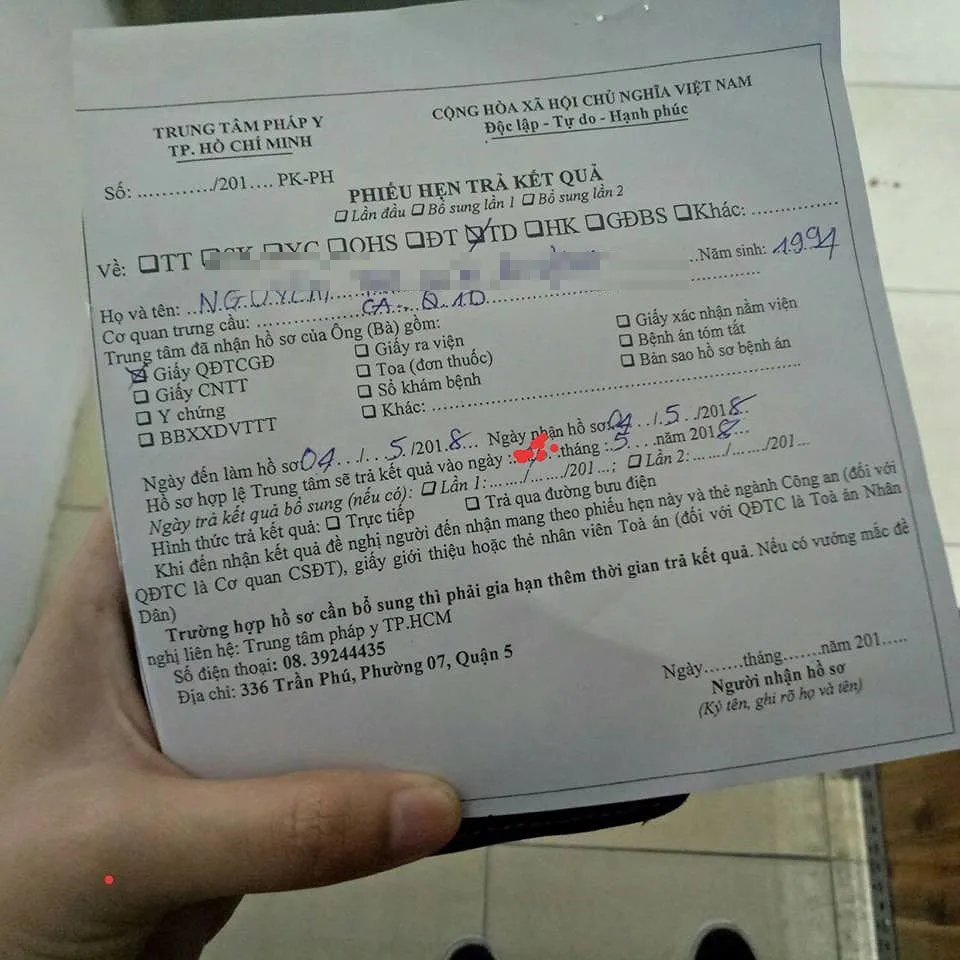 TRUNG TÂM PHÁP Y
TP. HỒ CHÍ MINH
CỘNG HÒA XÃ HỘI CHỦ NGHĨA VIỆT NAM
Độc lập - Tự do - Hạnh phúc
Số: ............/201.... PK-PH
PHIẾU HẸN TRẢ KẾT QUẢ
☐ Lần đầu ☐ Bổ sung lần 1 ☐ Bổ sung lần 2
Về: ☐TT ☐ ☐YC ☐OHS ☐ĐT ☑TD ☐HK ☐GĐBS ☐Khác: ...............
Họ và tên: ..NGUYEN.... ..Năm sinh: 1994
Cơ quan trưng cầu: ............... CA.. Q.10...............
Trung tâm đã nhận hồ sơ của Ông (Bà) gồm:
☑ Giấy QĐTCGĐ ☐ Giấy ra viện ☐ Giấy xác nhận nằm viện
☐ Giấy CNTT ☐ Toa (đơn thuốc) ☐ Bệnh án tóm tắt
☐ Y chứng ☐ Sổ khám bệnh ☐ Bản sao hồ sơ bệnh án
☐ BBXXDVTTT ☐ Khác: ...............
Ngày đến làm hồ sơ 04../..5/2018... Ngày nhận hồ sơ: 04../.5../2018.
Hồ sơ hợp lệ Trung tâm sẽ trả kết quả vào ngày :.......tháng :.5....năm 2018...
Ngày trả kết quả bổ sung (nếu có): ☐ Lần 1:......./......./201...; ☐ Lần 2: ......./......./201...
Hình thức trả kết quả: ☐ Trực tiếp ☐ Trả qua đường bưu điện
Khi đến nhận kết quả đề nghị người đến nhận mang theo phiếu hẹn này và thẻ ngành Công an (đối với
QĐTC là Cơ quan CSĐT), giấy giới thiệu hoặc thẻ nhân viên Toà án (đối với QĐTC là Toà án Nhân
Dân)
Trường hợp hồ sơ cần bổ sung thì phải gia hạn thêm thời gian trả kết quả. Nếu có vướng mắc đề
nghị liên hệ: Trung tâm pháp y TP.HCM
Số điện thoại: 08. 39244435
Địa chỉ: 336 Trần Phú, Phường 07, Quận 5
Ngày.......tháng.......năm 201.....
Người nhận hồ sơ
(Ký tên, ghi rõ họ và tên)